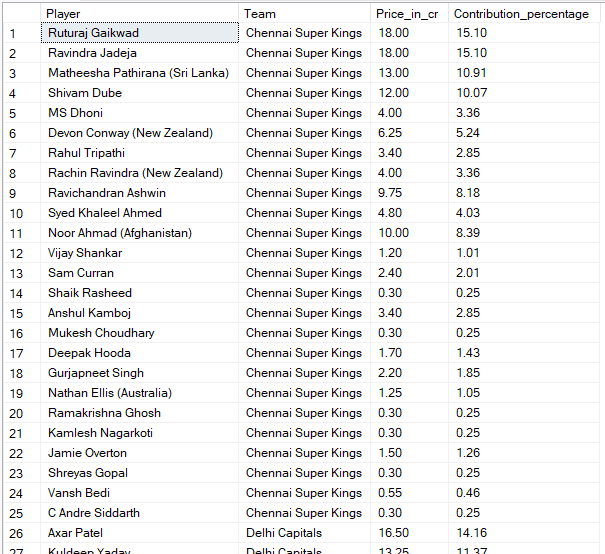 Player Team Price_in_cr Contribution_percentage
1 Ruturaj Gaikwad Chennai Super Kings 18.00 15.10
2 Ravindra Jadeja Chennai Super Kings 18.00 15.10
3 Matheesha Pathirana (Sri Lanka) Chennai Super Kings 13.00 10.91
4 Shivam Dube Chennai Super Kings 12.00 10.07
5 MS Dhoni Chennai Super Kings 4.00 3.36
6 Devon Conway (New Zealand) Chennai Super Kings 6.25 5.24
7 Rahul Tripathi Chennai Super Kings 3.40 2.85
8 Rachin Ravindra (New Zealand) Chennai Super Kings 4.00 3.36
9 Ravichandran Ashwin Chennai Super Kings 9.75 8.18
10 Syed Khaleel Ahmed Chennai Super Kings 4.80 4.03
11 Noor Ahmad (Afghanistan) Chennai Super Kings 10.00 8.39
12 Vijay Shankar Chennai Super Kings 1.20 1.01
13 Sam Curran Chennai Super Kings 2.40 2.01
14 Shaik Rasheed Chennai Super Kings 0.30 0.25
15 Anshul Kamboj Chennai Super Kings 3.40 2.85
16 Mukesh Choudhary Chennai Super Kings 0.30 0.25
17 Deepak Hooda Chennai Super Kings 1.70 1.43
18 Gurjapneet Singh Chennai Super Kings 2.20 1.85
19 Nathan Ellis (Australia) Chennai Super Kings 1.25 1.05
20 Ramakrishna Ghosh Chennai Super Kings 0.30 0.25
21 Kamlesh Nagarkoti Chennai Super Kings 0.30 0.25
22 Jamie Overton Chennai Super Kings 1.50 1.26
23 Shreyas Gopal Chennai Super Kings 0.30 0.25
24 Vansh Bedi Chennai Super Kings 0.55 0.46
25 C Andre Siddarth Chennai Super Kings 0.30 0.25
26 Axar Patel Delhi Capitals 16.50 14.16
27 Kuldeep Yadav Delhi Capitals 13.25 11.37